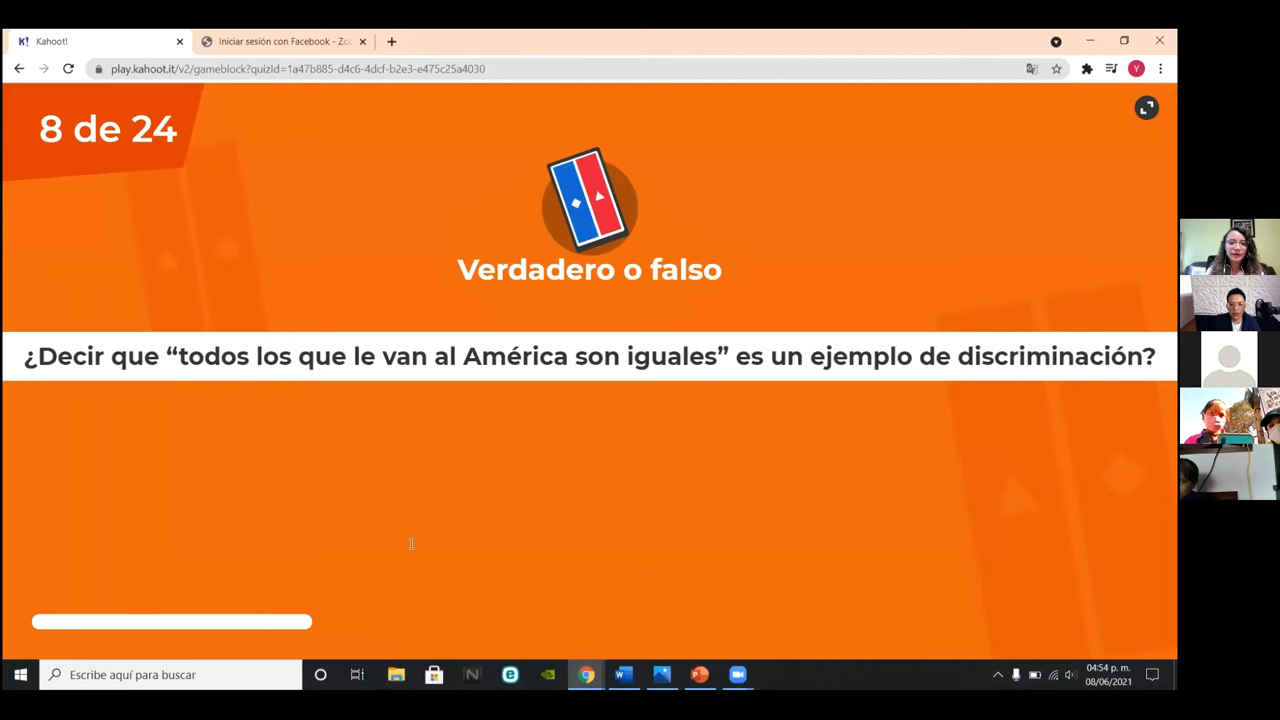 K! Kahoot!
Iniciar sesión con Facebook - Zoo
play.kahoot.it/v2/gameblock?quizId=1a47b885-d4c6-4dcf-b2e3-e475c25a4030
Y
8 de 24
Verdadero o falso
¿Decir que “todos los que le van al América son iguales” es un ejemplo de discriminación?
Escribe aquí para buscar
04:54 p. m.
08/06/2021